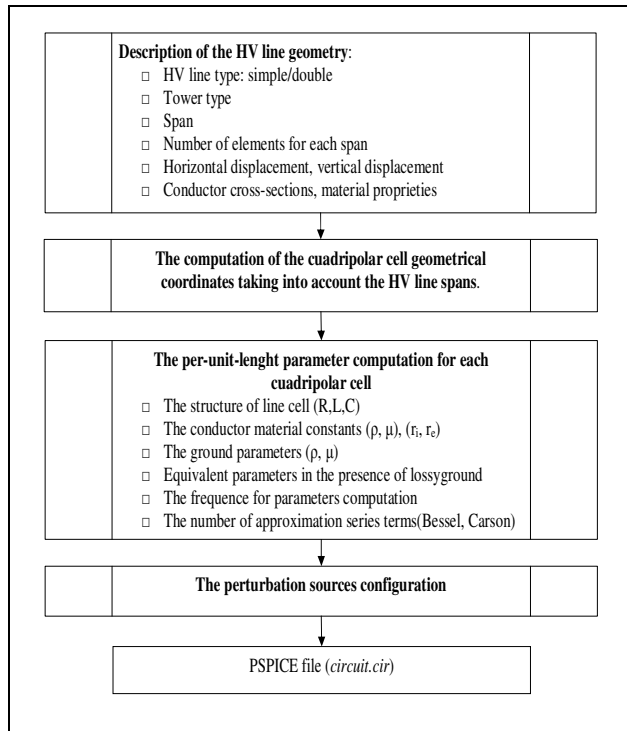 Description of the HV line geometry:
□ HV line type: simple/double
□ Tower type
□ Span
□ Number of elements for each span
□ Horizontal displacement, vertical displacement
□ Conductor cross-sections, material proprieties
The computation of the cuadripolar cell geometrical
coordinates taking into account the HV line spans.
The per-unit-lenght parameter computation for each
cuadripolar cell
□ The structure of line cell (R,L,C)
□ The conductor material constants (ρ, μ), (rᵢ, rₑ)
□ The ground parameters (ρ, μ)
□ Equivalent parameters in the presence of lossyground
□ The frequence for parameters computation
□ The number of approximation series terms(Bessel, Carson)
The perturbation sources configuration
PSPICE file (circuit.cir)